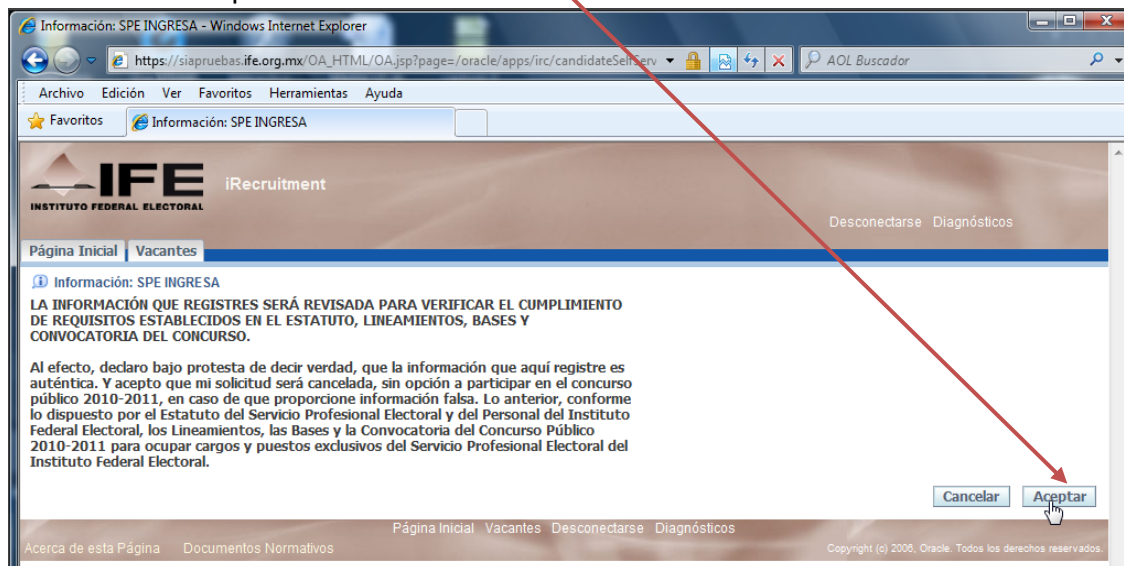 Información: SPE INGRESA - Windows Internet Explorer
https://siapruebas.ife.org.mx/OA_HTML/OA.jsp?page=/oracle/apps/irc/candidateSelfServ
AOL Buscador
Archivo Edición Ver Favoritos Herramientas Ayuda
Favoritos Información: SPE INGRESA
IFE
INSTITUTO FEDERAL ELECTORAL
iRecruitment
Desconectarse Diagnósticos
Página Inicial Vacantes
Información: SPE INGRESA
LA INFORMACIÓN QUE REGISTRES SERÁ REVISADA PARA VERIFICAR EL CUMPLIMIENTO
DE REQUISITOS ESTABLECIDOS EN EL ESTATUTO, LINEAMIENTOS, BASES Y
CONVOCATORIA DEL CONCURSO.
Al efecto, declaro bajo protesta de decir verdad, que la información que aquí registre es
auténtica. Y acepto que mi solicitud será cancelada, sin opción a participar en el concurso
público 2010-2011, en caso de que proporcione información falsa. Lo anterior, conforme
lo dispuesto por el Estatuto del Servicio Profesional Electoral y del Personal del Instituto
Federal Electoral, los Lineamientos, las Bases y la Convocatoria del Concurso Público
2010-2011 para ocupar cargos y puestos exclusivos del Servicio Profesional Electoral del
Instituto Federal Electoral.
Cancelar Aceptar
Página Inicial Vacantes Desconectarse Diagnósticos
Acerca de esta Página Documentos Normativos
Copyright (c) 2006, Oracle. Todos los derechos reservados.